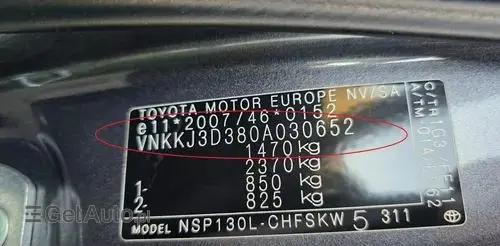 TOYOTA MOTOR EUROPE NV/SA
e11*2007/46*0152
VNKKJ3D380A030652
1470 kg
2370 kg
1- 850 kg
2- 825 kg
MODEL NSP130L-CHFSKW 5 311
GetAuto.pl